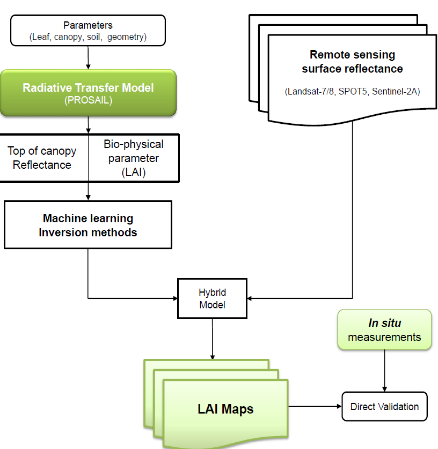 Parameters
(Leaf, canopy, soil, geometry)
Radiative Transfer Model
(PROSAIL)
Top of canopy
Reflectance
Bio-physical
parameter
(LAI)
Machine learning
Inversion methods
Remote sensing
surface reflectance
(Landsat-7/8, SPOT5, Sentinel-2A)
Hybrid
Model
In situ
measurements
LAI Maps
Direct Validation